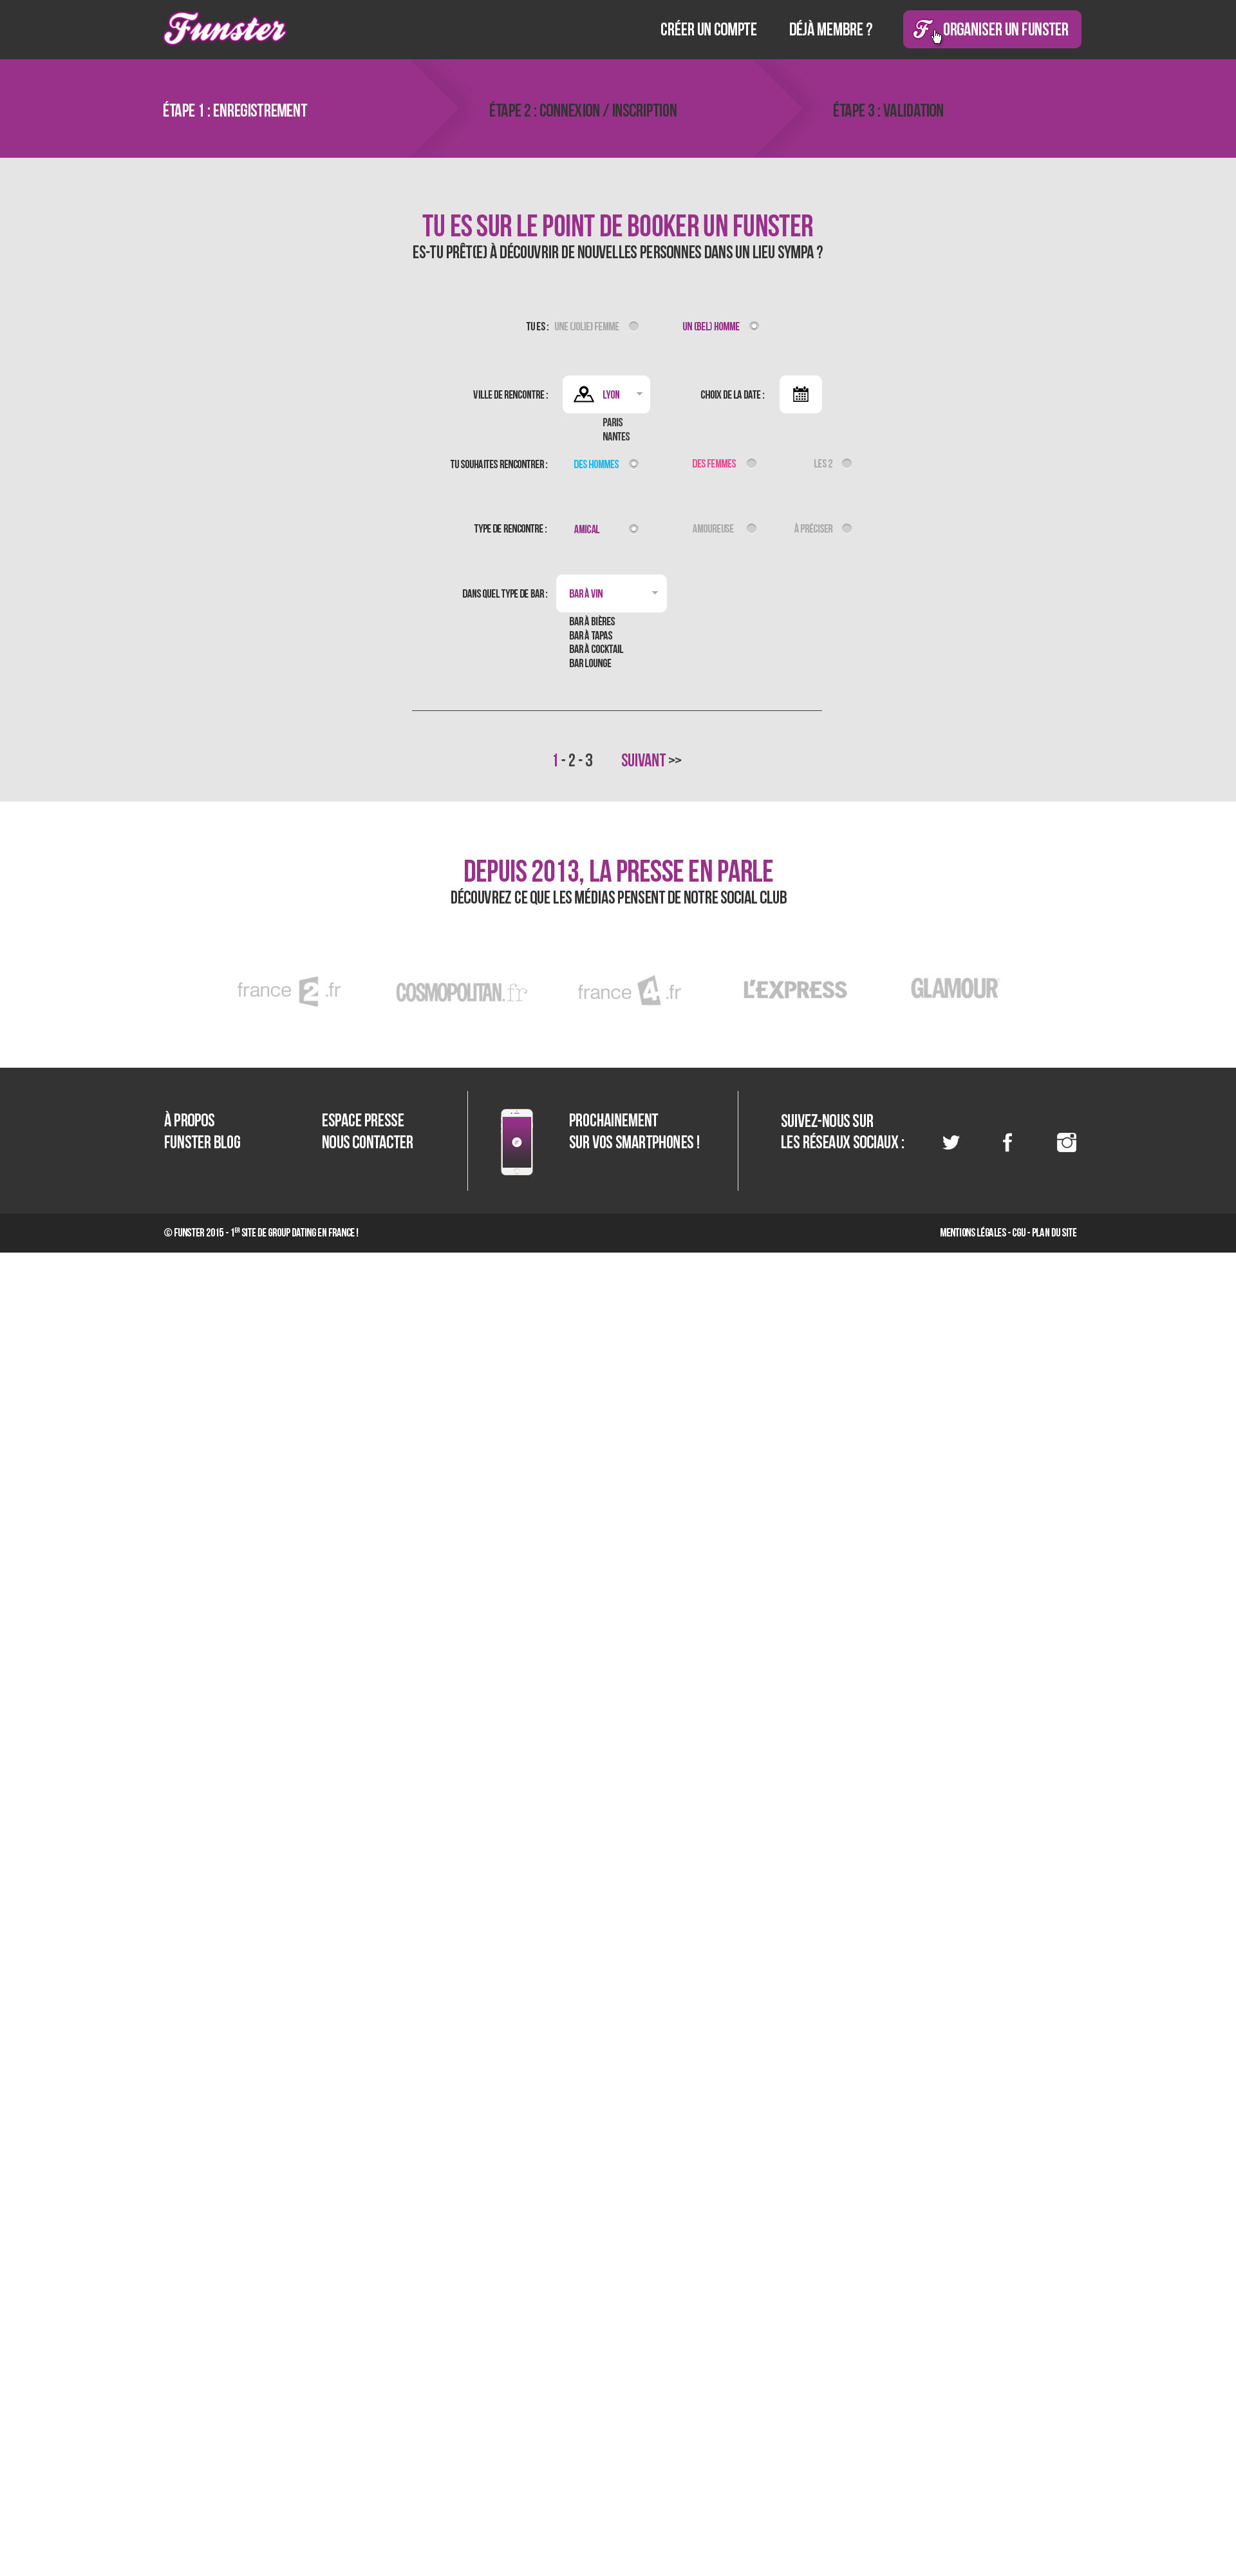 Funster
CRÉER UN COMPTE
DÉJÀ MEMBRE ?
F ORGANISER UN FUNSTER
ÉTAPE 1 : ENREGISTREMENT
ÉTAPE 2 : CONNEXION / INSCRIPTION
ÉTAPE 3 : VALIDATION
TU ES SUR LE POINT DE BOOKER UN FUNSTER
ES-TU PRÊT(E) À DÉCOUVRIR DE NOUVELLES PERSONNES DANS UN LIEU SYMPA ?
TU ES : UNE (JOLIE) FEMME UN (BEL) HOMME
VILLE DE RENCONTRE : LYON CHOIX DE LA DATE :
PARIS
NANTES
TU SOUHAITES RENCONTRER : DES HOMMES DES FEMMES LES 2
TYPE DE RENCONTRE : AMICAL AMOUREUSE À PRÉCISER
DANS QUEL TYPE DE BAR : BAR À VIN
BAR À BIÈRES
BAR À TAPAS
BAR À COCKTAIL
BAR LOUNGE
1 - 2 - 3 SUIVANT >>
DEPUIS 2013, LA PRESSE EN PARLE
DÉCOUVREZ CE QUE LES MÉDIAS PENSENT DE NOTRE SOCIAL CLUB
france 2 .fr
COSMOPOLITAN.fr
france 4 .fr
L'EXPRESS
GLAMOUR
À PROPOS
FUNSTER BLOG
ESPACE PRESSE
NOUS CONTACTER
PROCHAINEMENT
SUR VOS SMARTPHONES !
SUIVEZ-NOUS SUR
LES RÉSEAUX SOCIAUX :
© FUNSTER 2015 - 1ER SITE DE GROUP DATING EN FRANCE !
MENTIONS LÉGALES - CGU - PLAN DU SITE